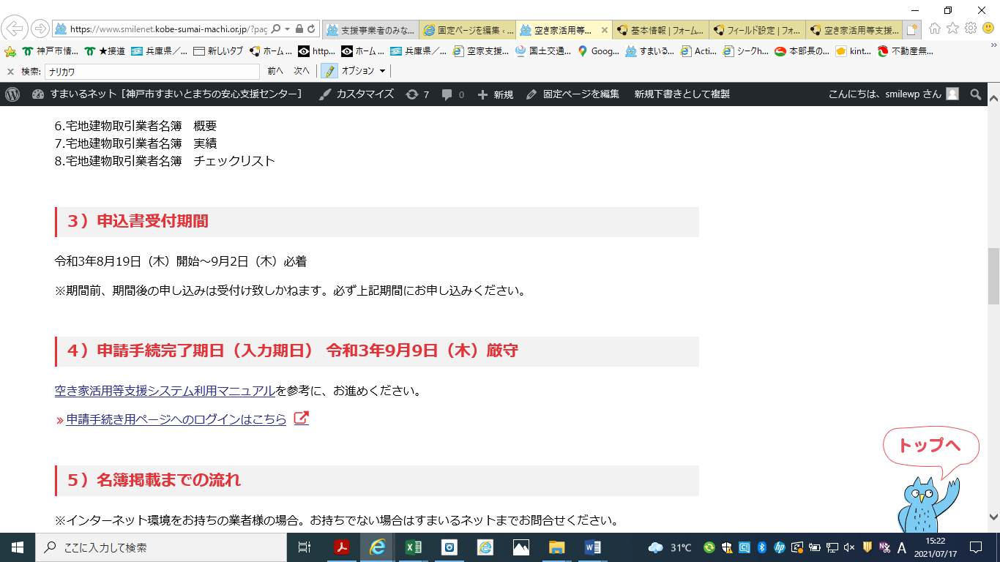 https://www.smilenet.kobe-sumai-machi.or.jp/?pag
支援事業者のみな...
固定ページを編集 ‹ ...
空き家活用等...
基本情報 | フォーム...
フィールド設定 | フォ...
空き家活用等支援...
神戸市情...
★接道
兵庫県／...
新しいタブ
ホーム...
http...
ホーム...
兵庫県／...
空家支援...
国土交通...
Goog...
すまいる...
Acti...
シークh...
本部長の...
kint...
不動産無...
検索: ナリカワ
前へ 次へ
オプション
すまいるネット［神戸市すまいとまちの安心支援センター］
カスタマイズ
7
0
新規
固定ページを編集
新規下書きとして複製
こんにちは、smilewp さん
6.宅地建物取引業者名簿　概要
7.宅地建物取引業者名簿　実績
8.宅地建物取引業者名簿　チェックリスト
３）申込書受付期間
令和3年8月19日（木）開始～9月2日（木）必着
※期間前、期間後の申し込みは受付け致しかねます。必ず上記期間にお申し込みください。
４）申請手続完了期日（入力期日） 令和3年9月9日（木）厳守
空き家活用等支援システム利用マニュアルを参考に、お進めください。
» 申請手続き用ページへのログインはこちら
５）名簿掲載までの流れ
トップへ
※インターネット環境をお持ちの業者様の場合。お持ちでない場合はすまいるネットまでお問合せください。
ここに入力して検索
31℃
A
15:22
2021/07/17